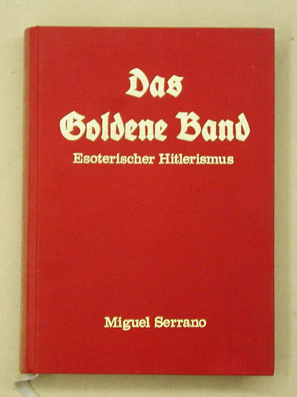 Das
Goldene Band
Esoterischer Hitlerismus
Miguel Serrano